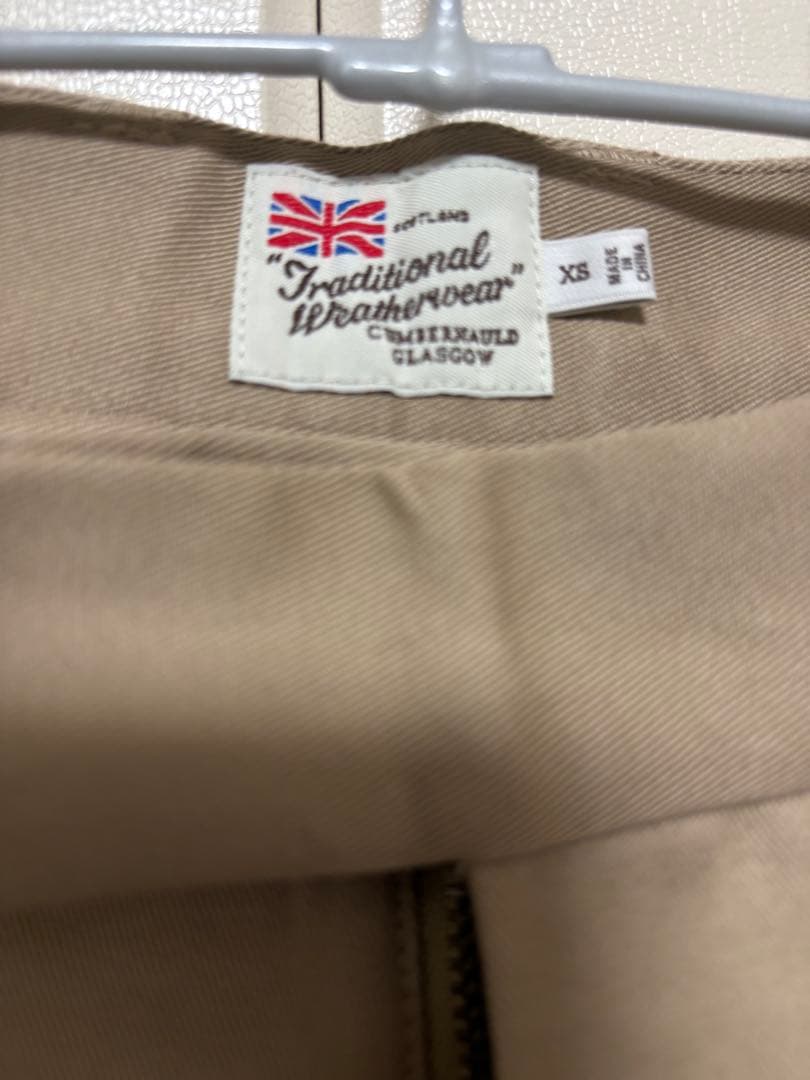 SCOTLAND
"Traditional
Weatherwear"
CUMBERNAULD
GLASGOW
XS
MADE
IN
CHINA